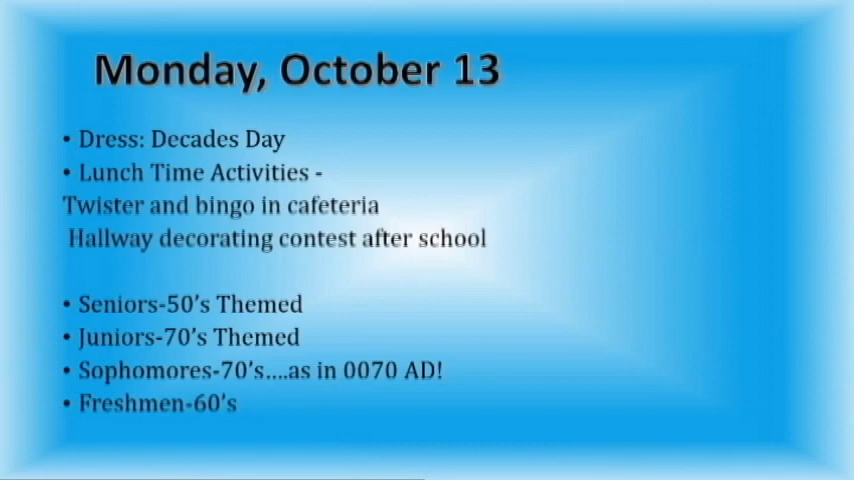 Monday, October 13
• Dress: Decades Day
• Lunch Time Activities -
Twister and bingo in cafeteria
Hallway decorating contest after school
• Seniors-50's Themed
• Juniors-70's Themed
• Sophomores-70's....as in 0070 AD!
• Freshmen-60's